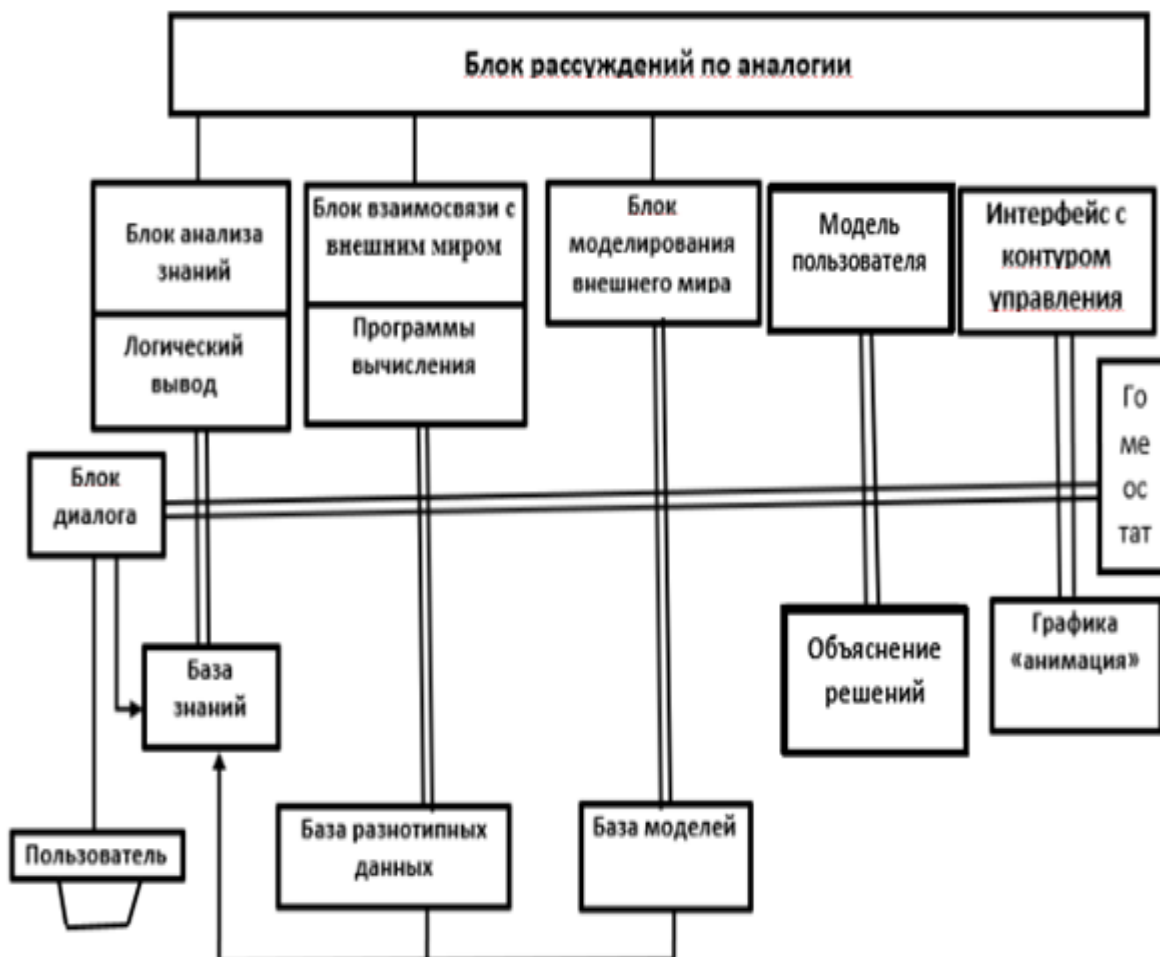 Блок рассуждений по аналогии
Блок анализа
знаний
Логический
вывод
Блок взаимосвязи с
внешним миром
Программы
вычисления
Блок
моделирования
внешнего мира
Модель
пользователя
Интерфейс с
контуром
управления
Го
ме
ос
тат
Блок
диалога
База
знаний
Объяснение
решений
Графика
«анимация»
Пользователь
База разнотипных
данных
База моделей